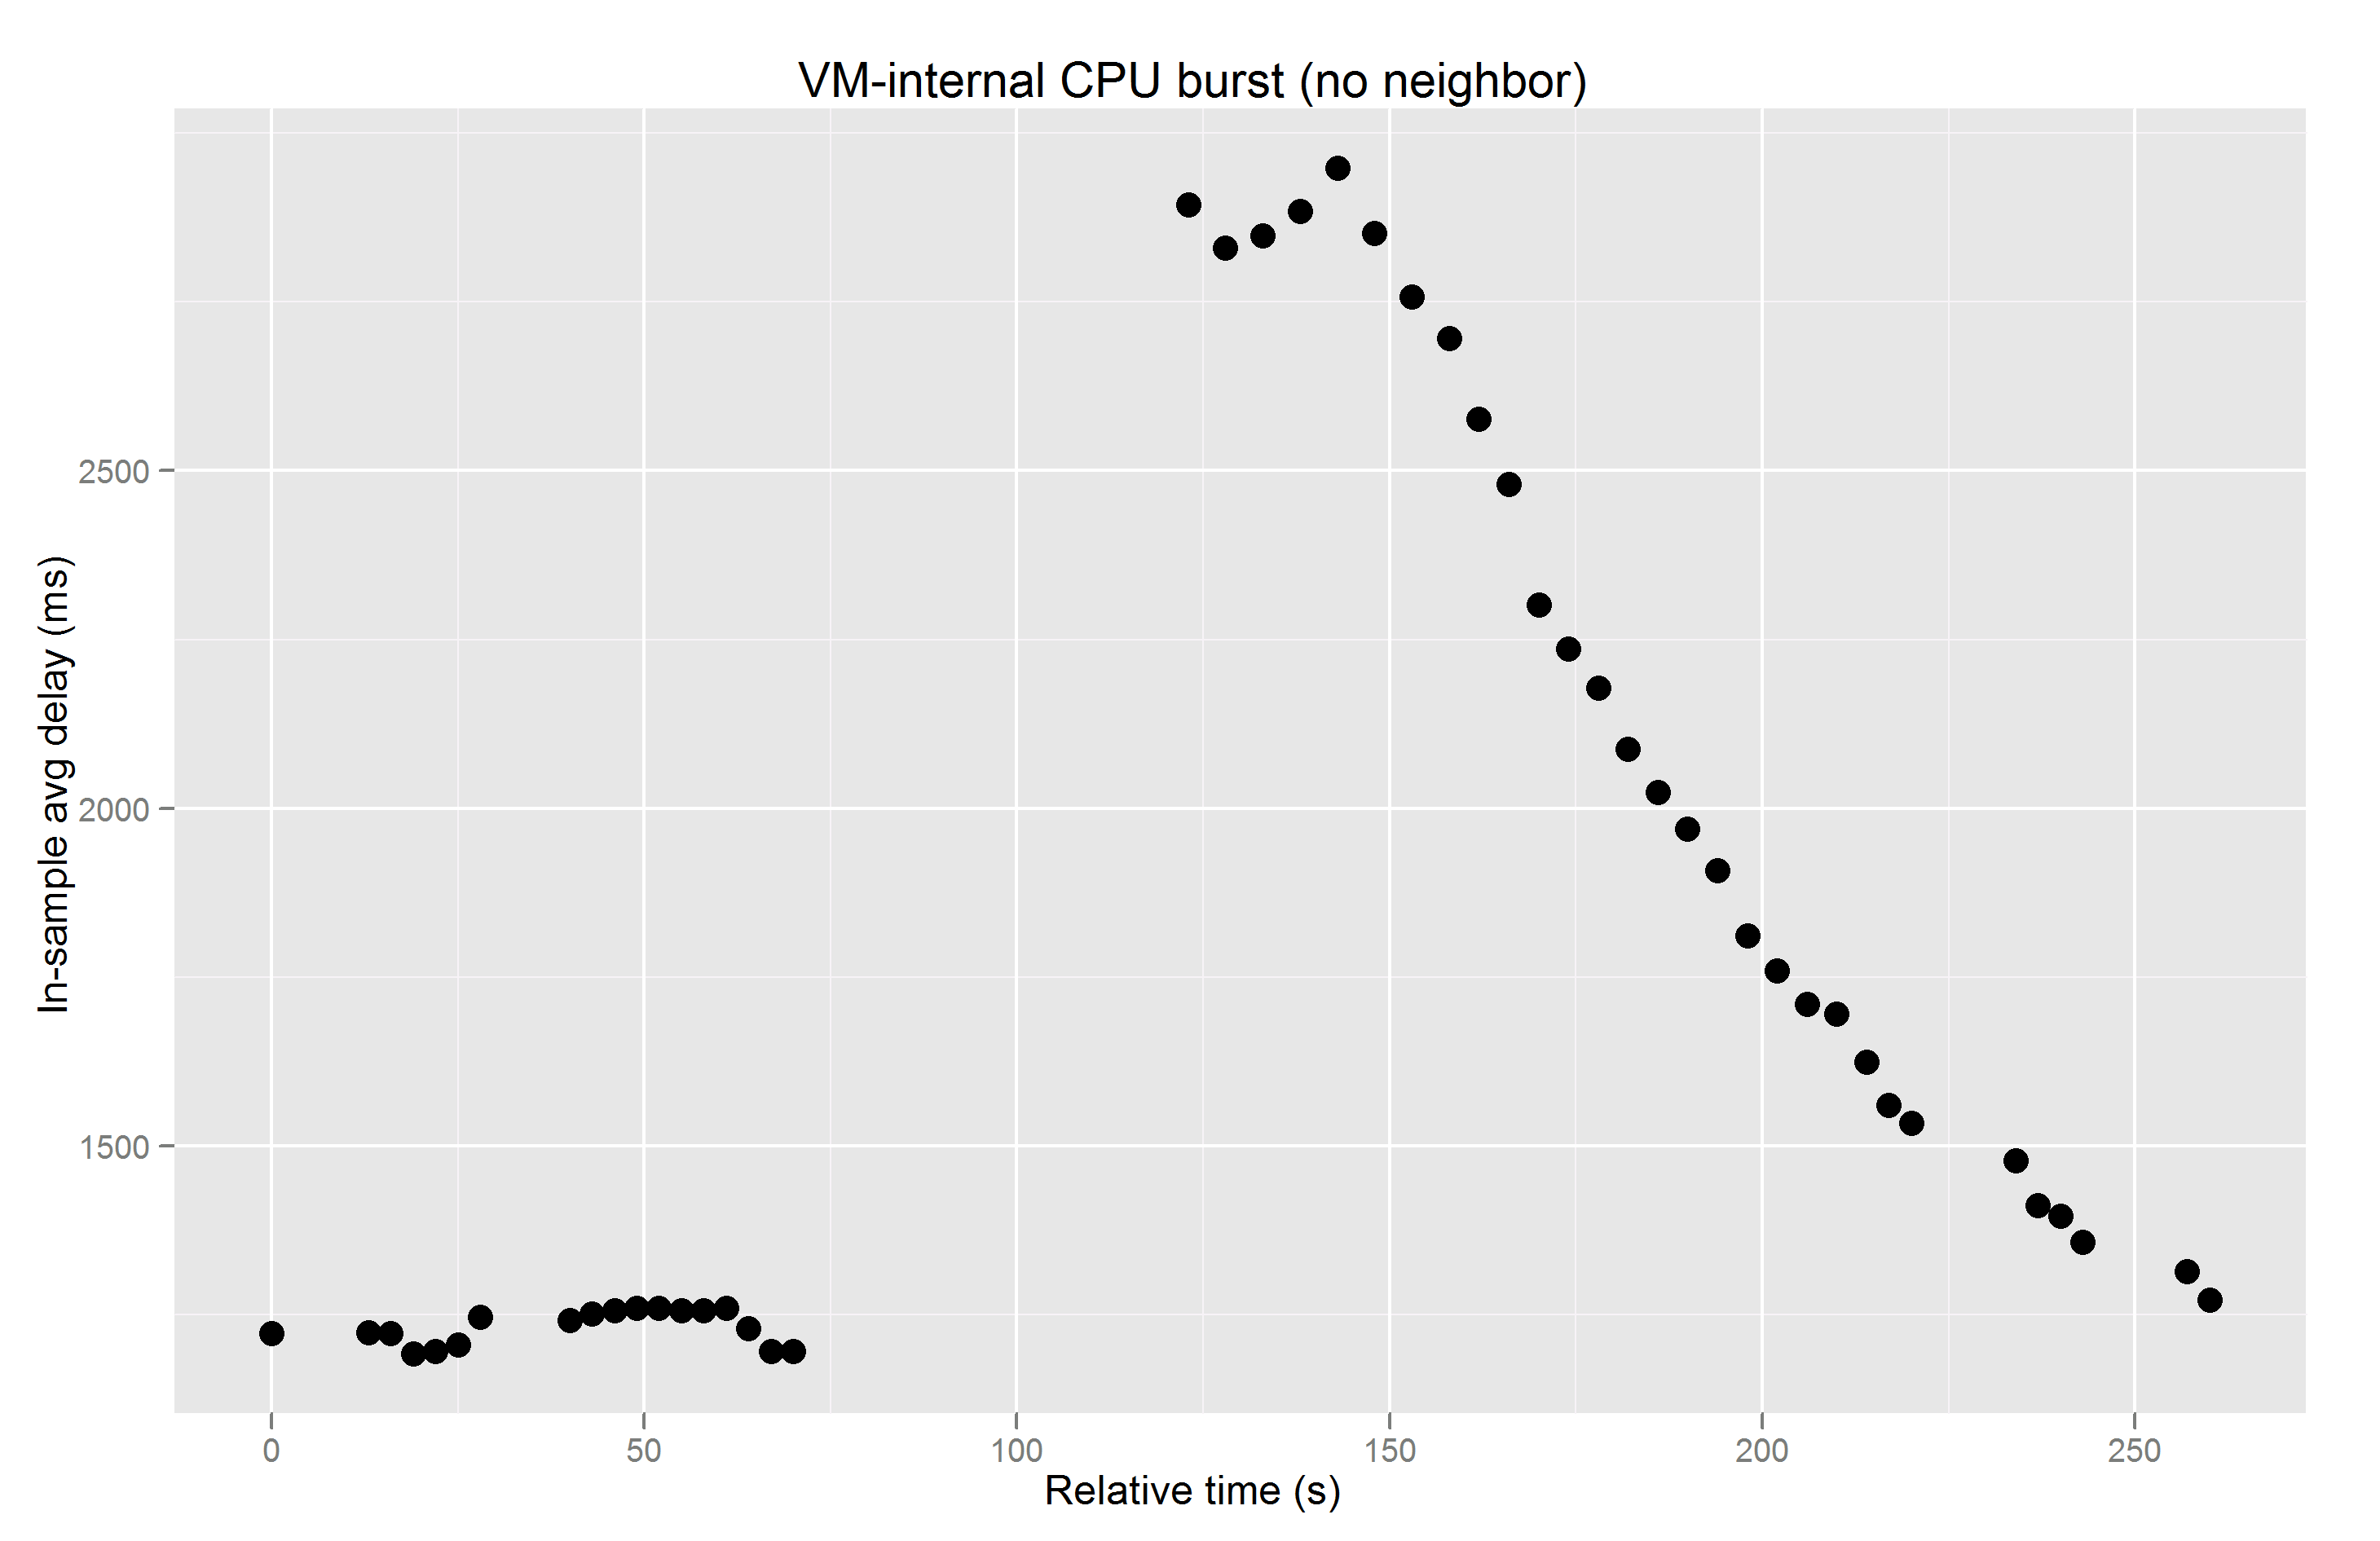 VM-internal CPU burst (no neighbor)
In-sample avg delay (ms)
2500
2000
1500
0 50 100 150 200 250
Relative time (s)